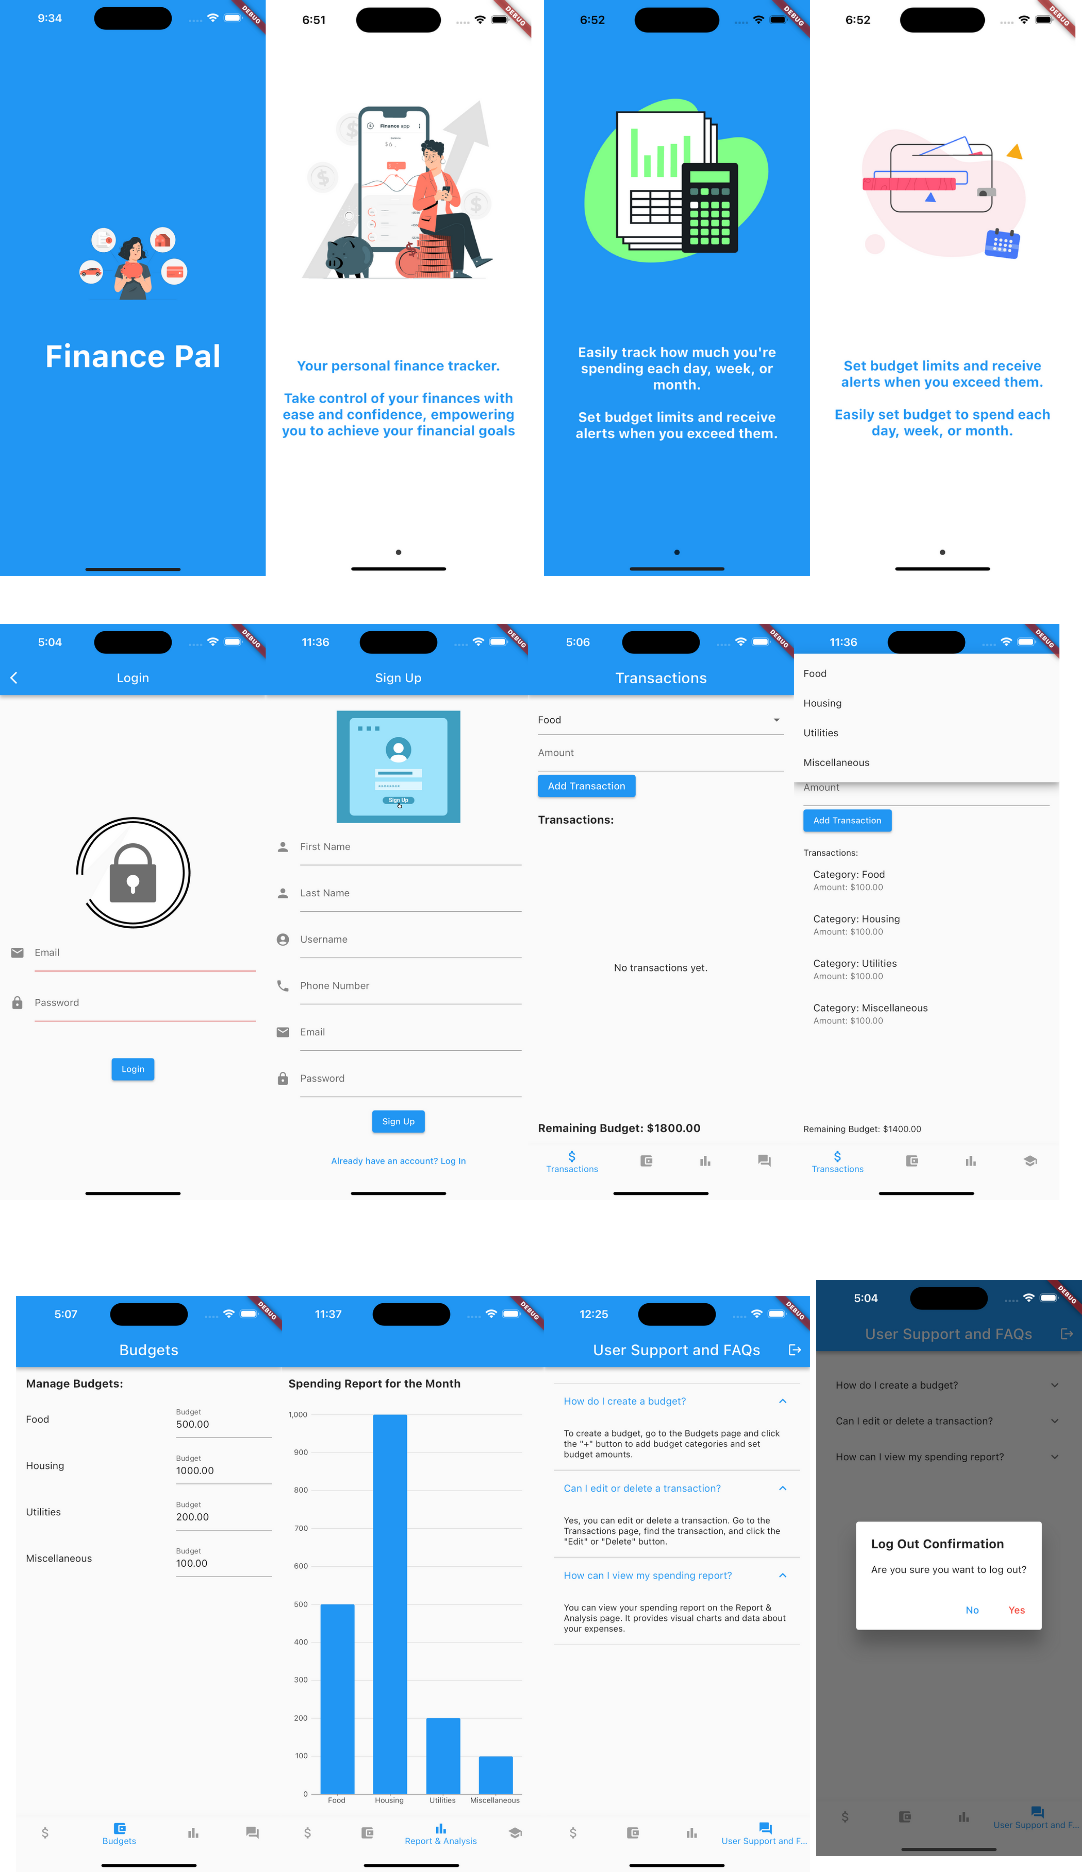 9:34
DEBUG
Finance Pal
6:51
DEBUG
Finance app
Your personal finance tracker.
Take control of your finances with
ease and confidence, empowering
you to achieve your financial goals
6:52
DEBUG
Easily track how much you're
spending each day, week, or
month.
Set budget limits and receive
alerts when you exceed them.
6:52
DEBUG
Set budget limits and receive
alerts when you exceed them.
Easily set budget to spend each
day, week, or month.
5:04
DEBUG
Login
Email
Password
Login
11:36
DEBUG
Sign Up
Sign Up
First Name
Last Name
Username
Phone Number
Email
Password
Sign Up
Already have an account? Log In
5:06
DEBUG
Transactions
Food
Amount
Add Transaction
Transactions:
No transactions yet.
Remaining Budget: $1800.00
Transactions
11:36
DEBUG
Food
Housing
Utilities
Miscellaneous
Amount
Add Transaction
Transactions:
Category: Food
Amount: $100.00
Category: Housing
Amount: $100.00
Category: Utilities
Amount: $100.00
Category: Miscellaneous
Amount: $100.00
Remaining Budget: $1400.00
Transactions
5:07
DEBUG
Budgets
Manage Budgets:
Food
Budget
500.00
Housing
Budget
1000.00
Utilities
Budget
200.00
Miscellaneous
Budget
100.00
Budgets
11:37
DEBUG
Spending Report for the Month
1,000
900
800
700
600
500
400
300
200
100
0
Food Housing Utilities Miscellaneous
Report & Analysis
12:25
DEBUG
User Support and FAQs
How do I create a budget?
To create a budget, go to the Budgets page and click
the "+" button to add budget categories and set
budget amounts.
Can I edit or delete a transaction?
Yes, you can edit or delete a transaction. Go to the
Transactions page, find the transaction, and click the
"Edit" or "Delete" button.
How can I view my spending report?
You can view your spending report on the Report &
Analysis page. It provides visual charts and data about
your expenses.
User Support and F...
5:04
DEBUG
User Support and FAQs
How do I create a budget?
Can I edit or delete a transaction?
How can I view my spending report?
Log Out Confirmation
Are you sure you want to log out?
No Yes
User Support and F...